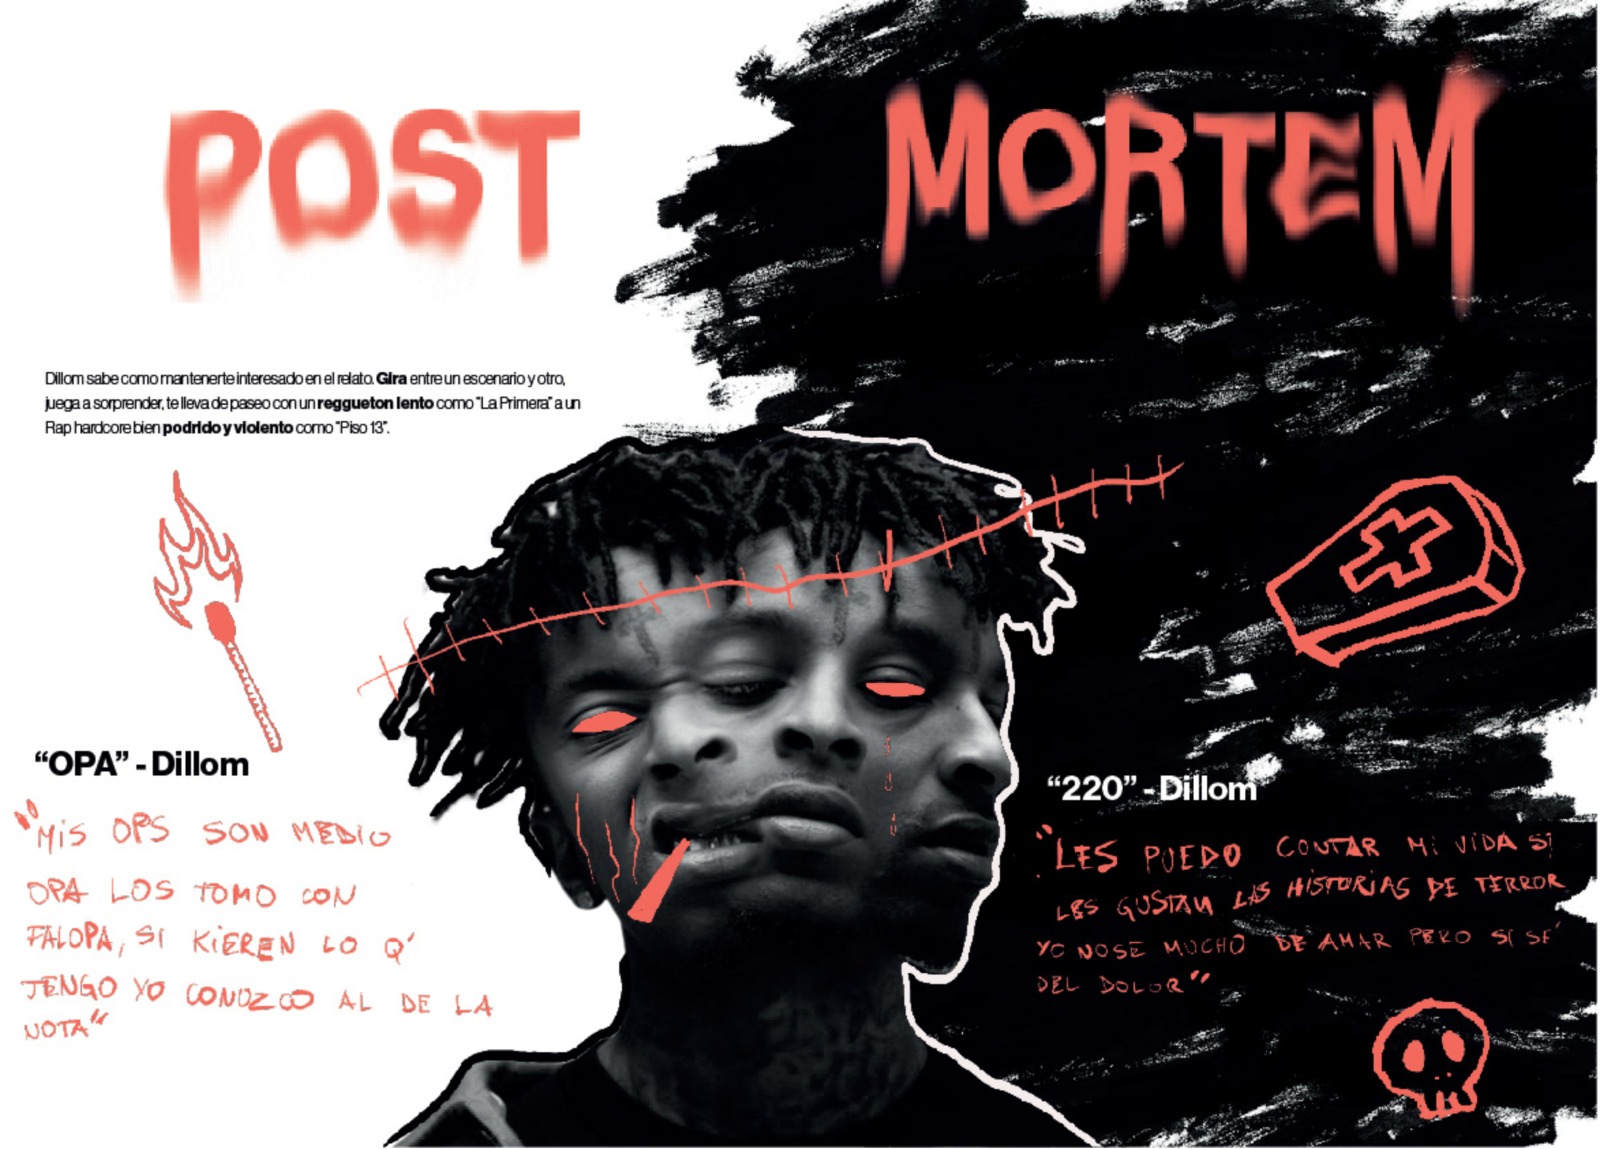 POST MORTEM
Dillom sabe como mantenerte interesado en el relato. Gira entre un escenario y otro,
juega a sorprender, te lleva de paseo con un reggueton lento como "La Primera" a un
Rap hardcore bien podrido y violento como "Piso 13".
“OPA” - Dillom
"MiS OPS SON MEDIO
OPA LOS TOMO CON
FALOPA, SI KiEREN LO Q'
TENGO YO CONOZCO AL DE LA
NOTA"
“220” - Dillom
"LES PUEDO CONTAR Mi ViDA Si
LES GUSTAN LAS HiSTORiAS DE TERROR
YO NOSE MUCHO DE AMAR PERO SI SE'
DEL DOLOR"